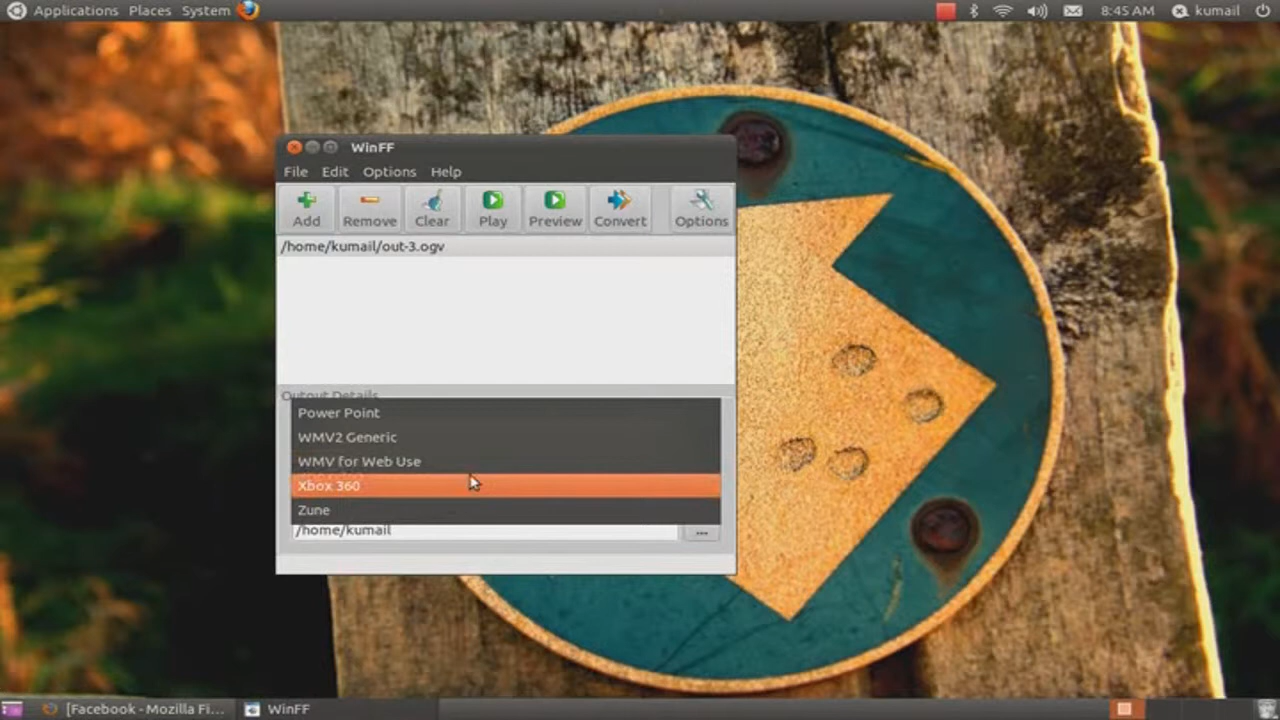 Applications Places System
8:45 AM kumail
WinFF
File Edit Options Help
Add Remove Clear Play Preview Convert Options
/home/kumail/out-3.ogv
Output Details
Power Point
WMV2 Generic
WMV for Web Use
Xbox 360
Zune
/home/kumail ...
[Facebook - Mozilla Fi... WinFF